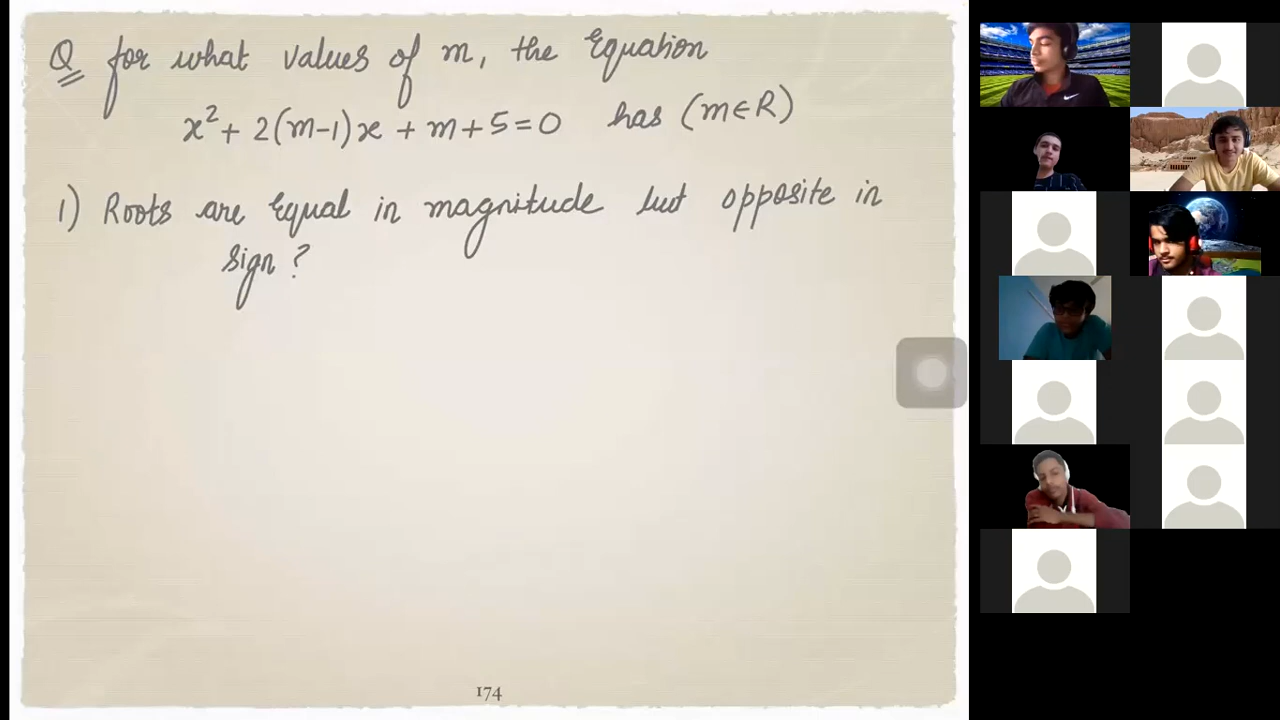 Q for what values of m, the Equation
x² + 2(m-1)x + m + 5 = 0 has (m∈R)
1) Roots are Equal in magnitude but opposite in
sign ?
174